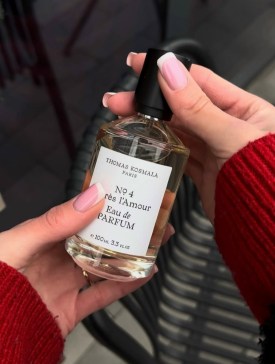 THOMAS KOSMALA
PARIS
Nº 4
rès l'Amour
Eau de
PARFUM
100ML 3.3 FL OZ